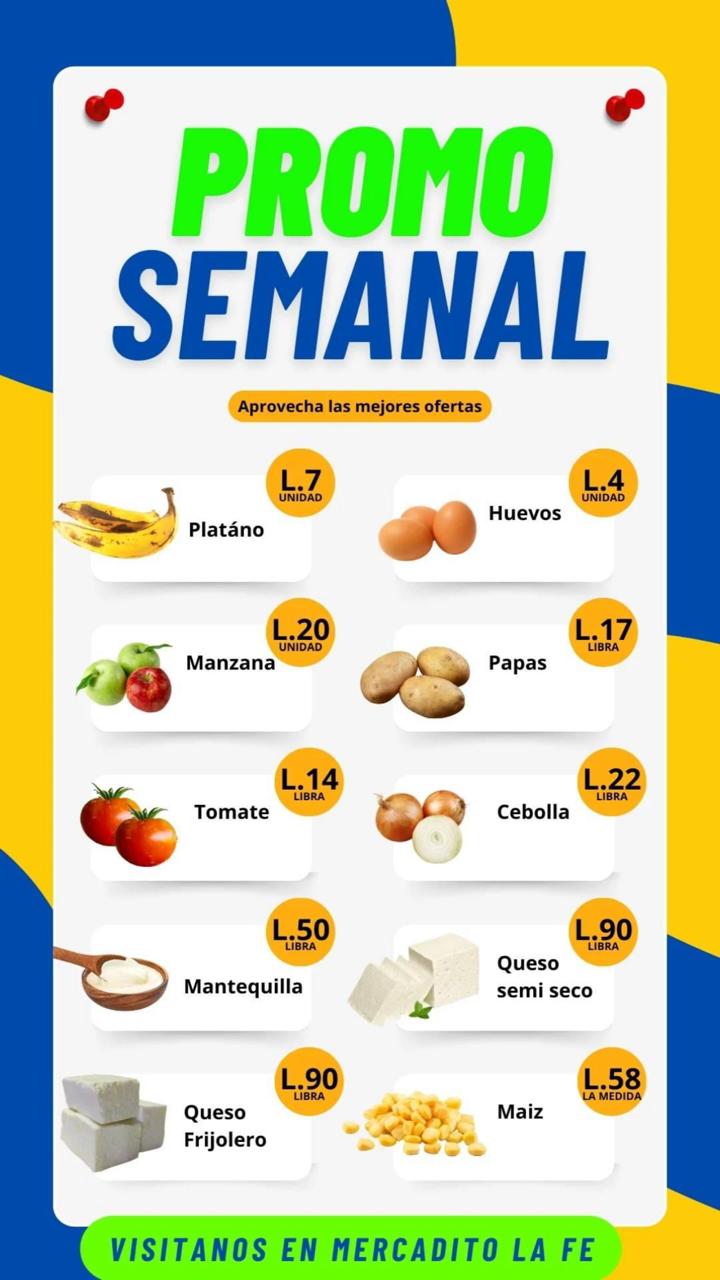 PROMO
SEMANAL
Aprovecha las mejores ofertas
L.7
UNIDAD
Platáno
L.4
UNIDAD
Huevos
L.20
UNIDAD
Manzana
L.17
LIBRA
Papas
L.14
LIBRA
Tomate
L.22
LIBRA
Cebolla
L.50
LIBRA
Mantequilla
L.90
LIBRA
Queso
semi seco
L.90
LIBRA
Queso
Frijolero
L.58
LA MEDIDA
Maiz
VISITANOS EN MERCADITO LA FE